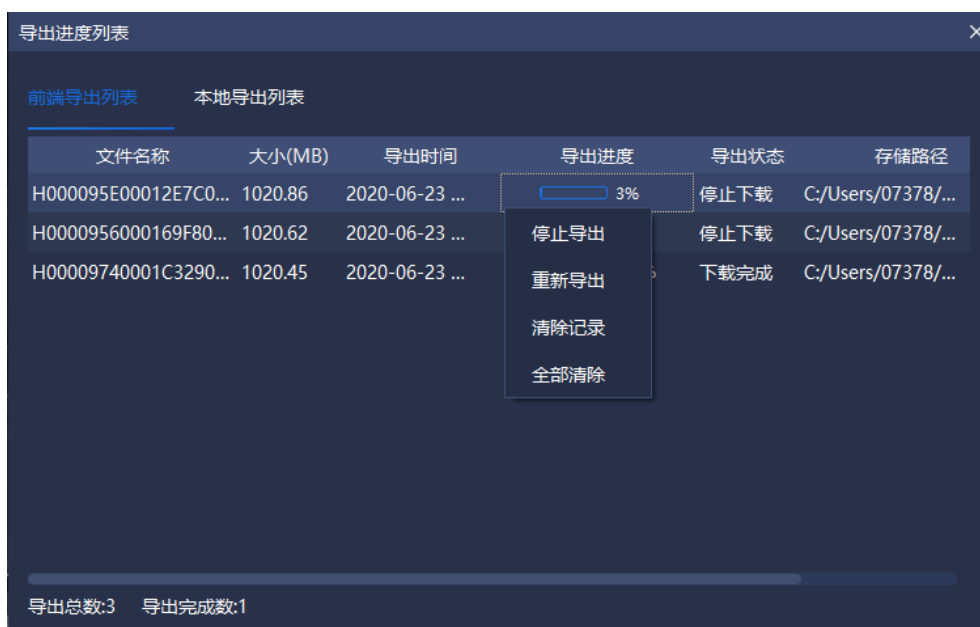 导出进度列表
前端导出列表 本地导出列表
文件名称 大小(MB) 导出时间 导出进度 导出状态 存储路径
H000095E00012E7C0... 1020.86 2020-06-23 ... 3% 停止下载 C:/Users/07378/...
H0000956000169F80... 1020.62 2020-06-23 ... 停止下载 C:/Users/07378/...
H00009740001C3290... 1020.45 2020-06-23 ... % 下载完成 C:/Users/07378/...
停止导出
重新导出
清除记录
全部清除
导出总数:3 导出完成数:1